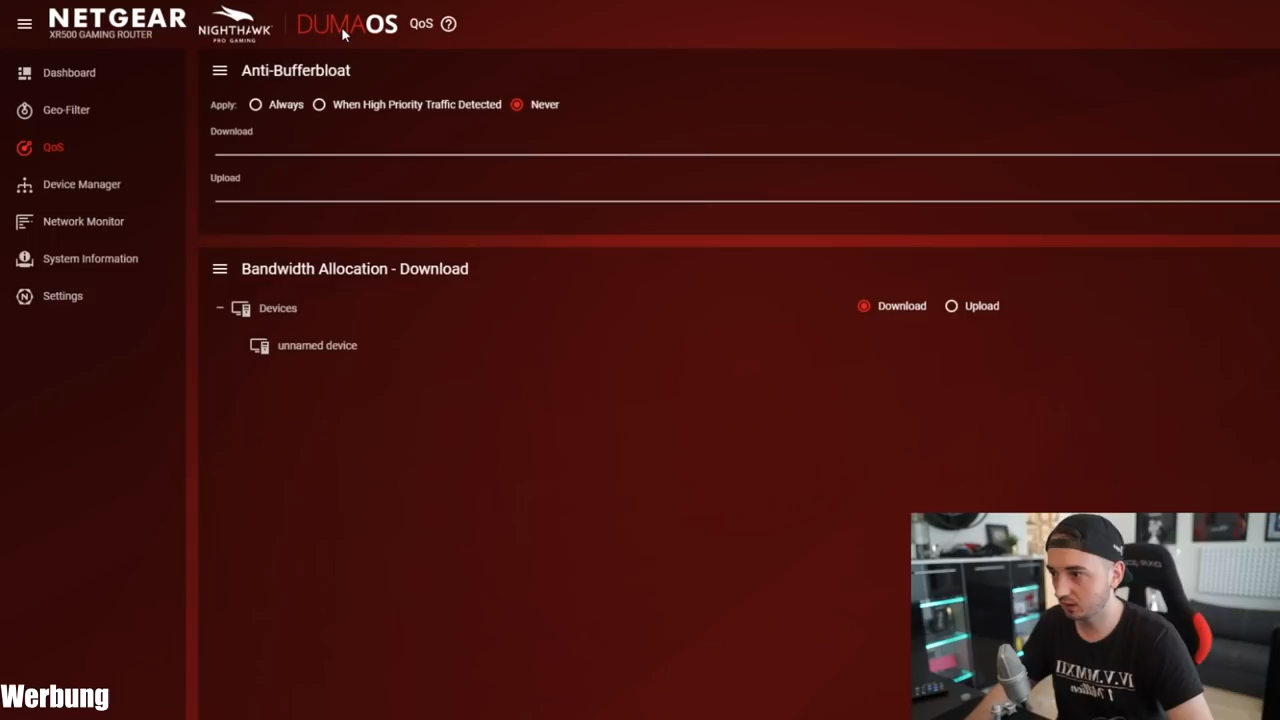 NETGEAR
XR500 GAMING ROUTER
NIGHTHAWK
PRO GAMING
DUMAOS QoS ?
Dashboard
Geo-Filter
QoS
Device Manager
Network Monitor
System Information
N Settings
Anti-Bufferbloat
Apply: Always When High Priority Traffic Detected Never
Download
Upload
Bandwidth Allocation - Download
Devices
Download Upload
unnamed device
Werbung